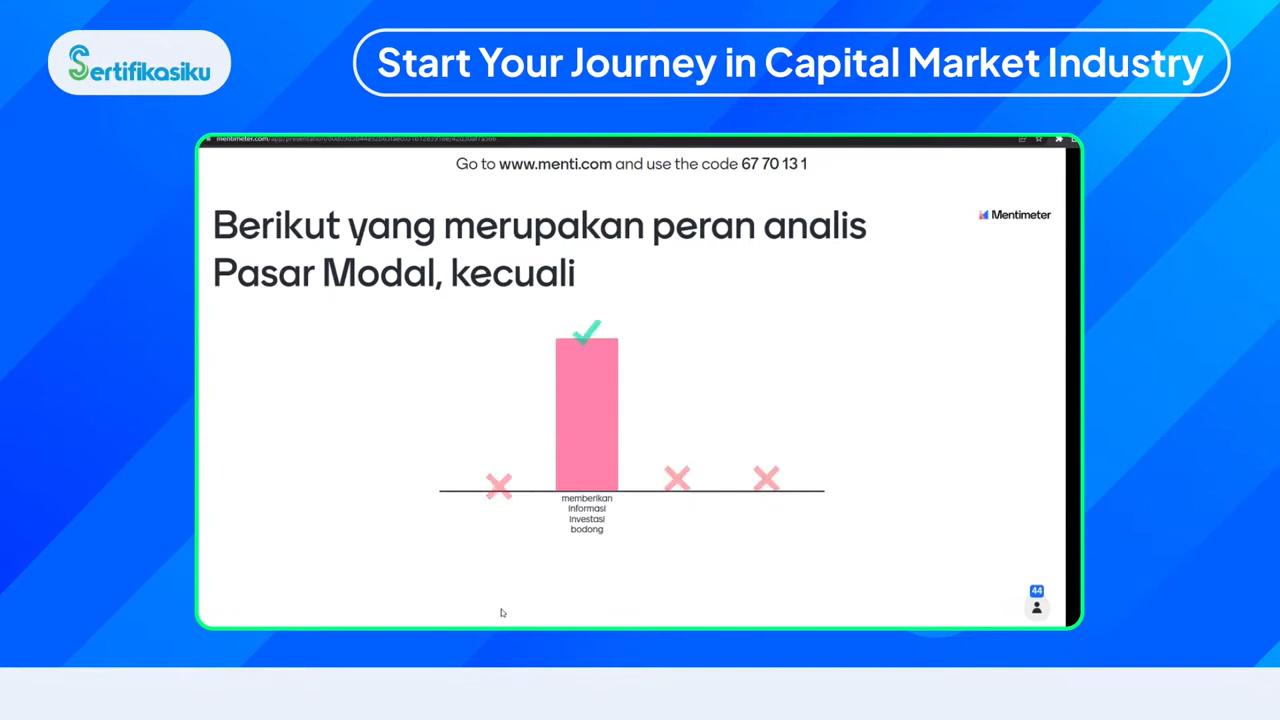 Sertifikasiku
Start Your Journey in Capital Market Industry
Go to www.menti.com and use the code 67 70 13 1
Berikut yang merupakan peran analis
Pasar Modal, kecuali
Mentimeter
memberikan
informasi
investasi
bodong
44